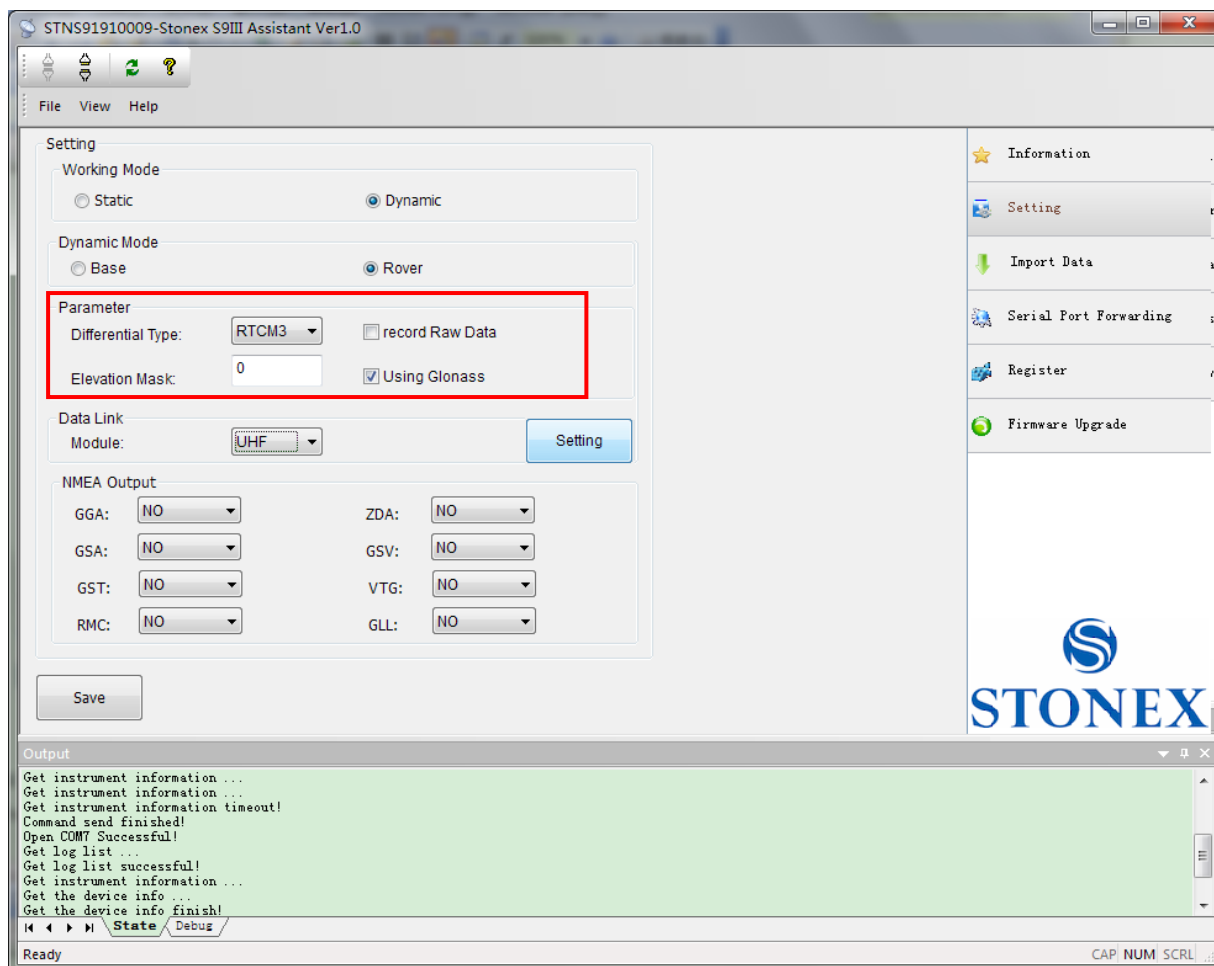 STNS91910009-Stonex S9III Assistant Ver1.0
File View Help
Setting
Working Mode
Static Dynamic
Dynamic Mode
Base Rover
Parameter
Differential Type: RTCM3 record Raw Data
Elevation Mask: 0 Using Glonass
Data Link
Module: UHF Setting
NMEA Output
GGA: NO ZDA: NO
GSA: NO GSV: NO
GST: NO VTG: NO
RMC: NO GLL: NO
Save
Information
Setting
Import Data
Serial Port Forwarding
Register
Firmware Upgrade
STONEX
Output
Get instrument information ...
Get instrument information ...
Get instrument information timeout!
Command send finished!
Open COM7 Successful!
Get log list ...
Get log list successful!
Get instrument information ...
Get the device info ...
Get the device info finish!
State Debug
Ready CAP NUM SCRL